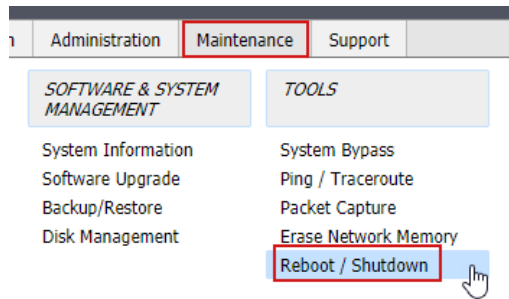 n Administration Maintenance Support
SOFTWARE & SYSTEM
MANAGEMENT
System Information
Software Upgrade
Backup/Restore
Disk Management
TOOLS
System Bypass
Ping / Traceroute
Packet Capture
Erase Network Memory
Reboot / Shutdown